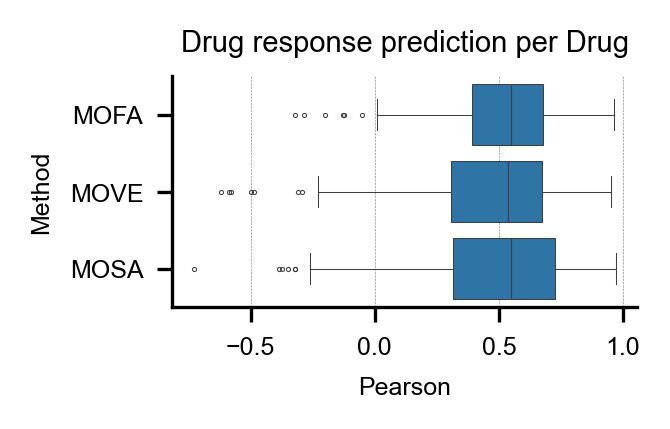 Drug response prediction per Drug
MOFA
MOVE
MOSA
Method
−0.5 0.0 0.5 1.0
Pearson